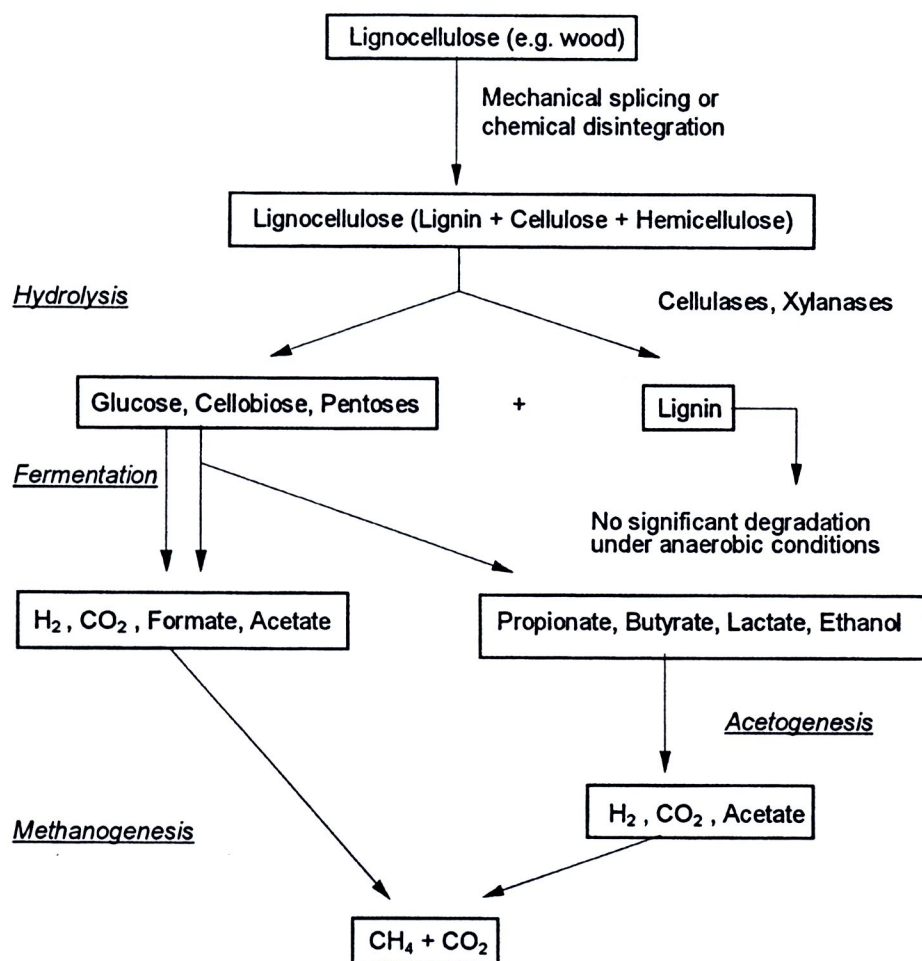 Lignocellulose (e.g. wood)
Mechanical splicing or
chemical disintegration
Lignocellulose (Lignin + Cellulose + Hemicellulose)
Hydrolysis
Cellulases, Xylanases
Glucose, Cellobiose, Pentoses
+
Lignin
Fermentation
No significant degradation
under anaerobic conditions
H₂ , CO₂ , Formate, Acetate
Propionate, Butyrate, Lactate, Ethanol
Acetogenesis
H₂ , CO₂ , Acetate
Methanogenesis
CH₄ + CO₂